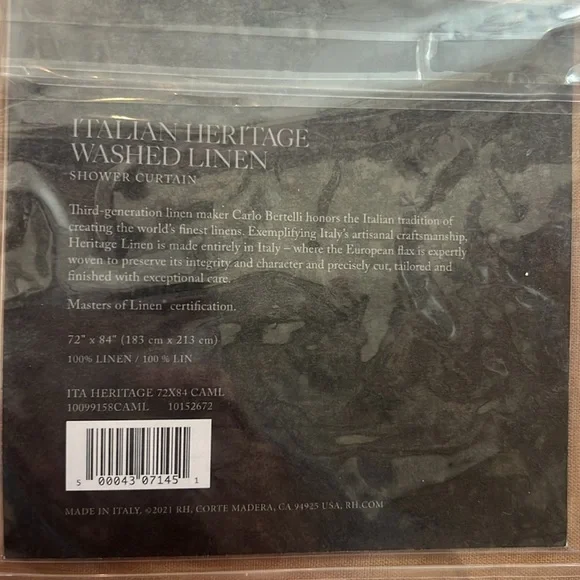 ITALIAN HERITAGE
WASHED LINEN
SHOWER CURTAIN
Third-generation linen maker Carlo Bertelli honors the Italian tradition of
creating the world's finest linens. Exemplifying Italy's artisanal craftsmanship,
Heritage Linen is made entirely in Italy – where the European flax is expertly
woven to preserve its integrity and character and precisely cut, tailored and
finished with exceptional care.
Masters of Linen® certification.
72" x 84" (183 cm x 213 cm)
100% LINEN / 100 % LIN
ITA HERITAGE 72X84 CAML
10099158CAML 10152672
5 00043 07145 1
MADE IN ITALY. ©2021 RH, CORTE MADERA, CA 94925 USA, RH.COM